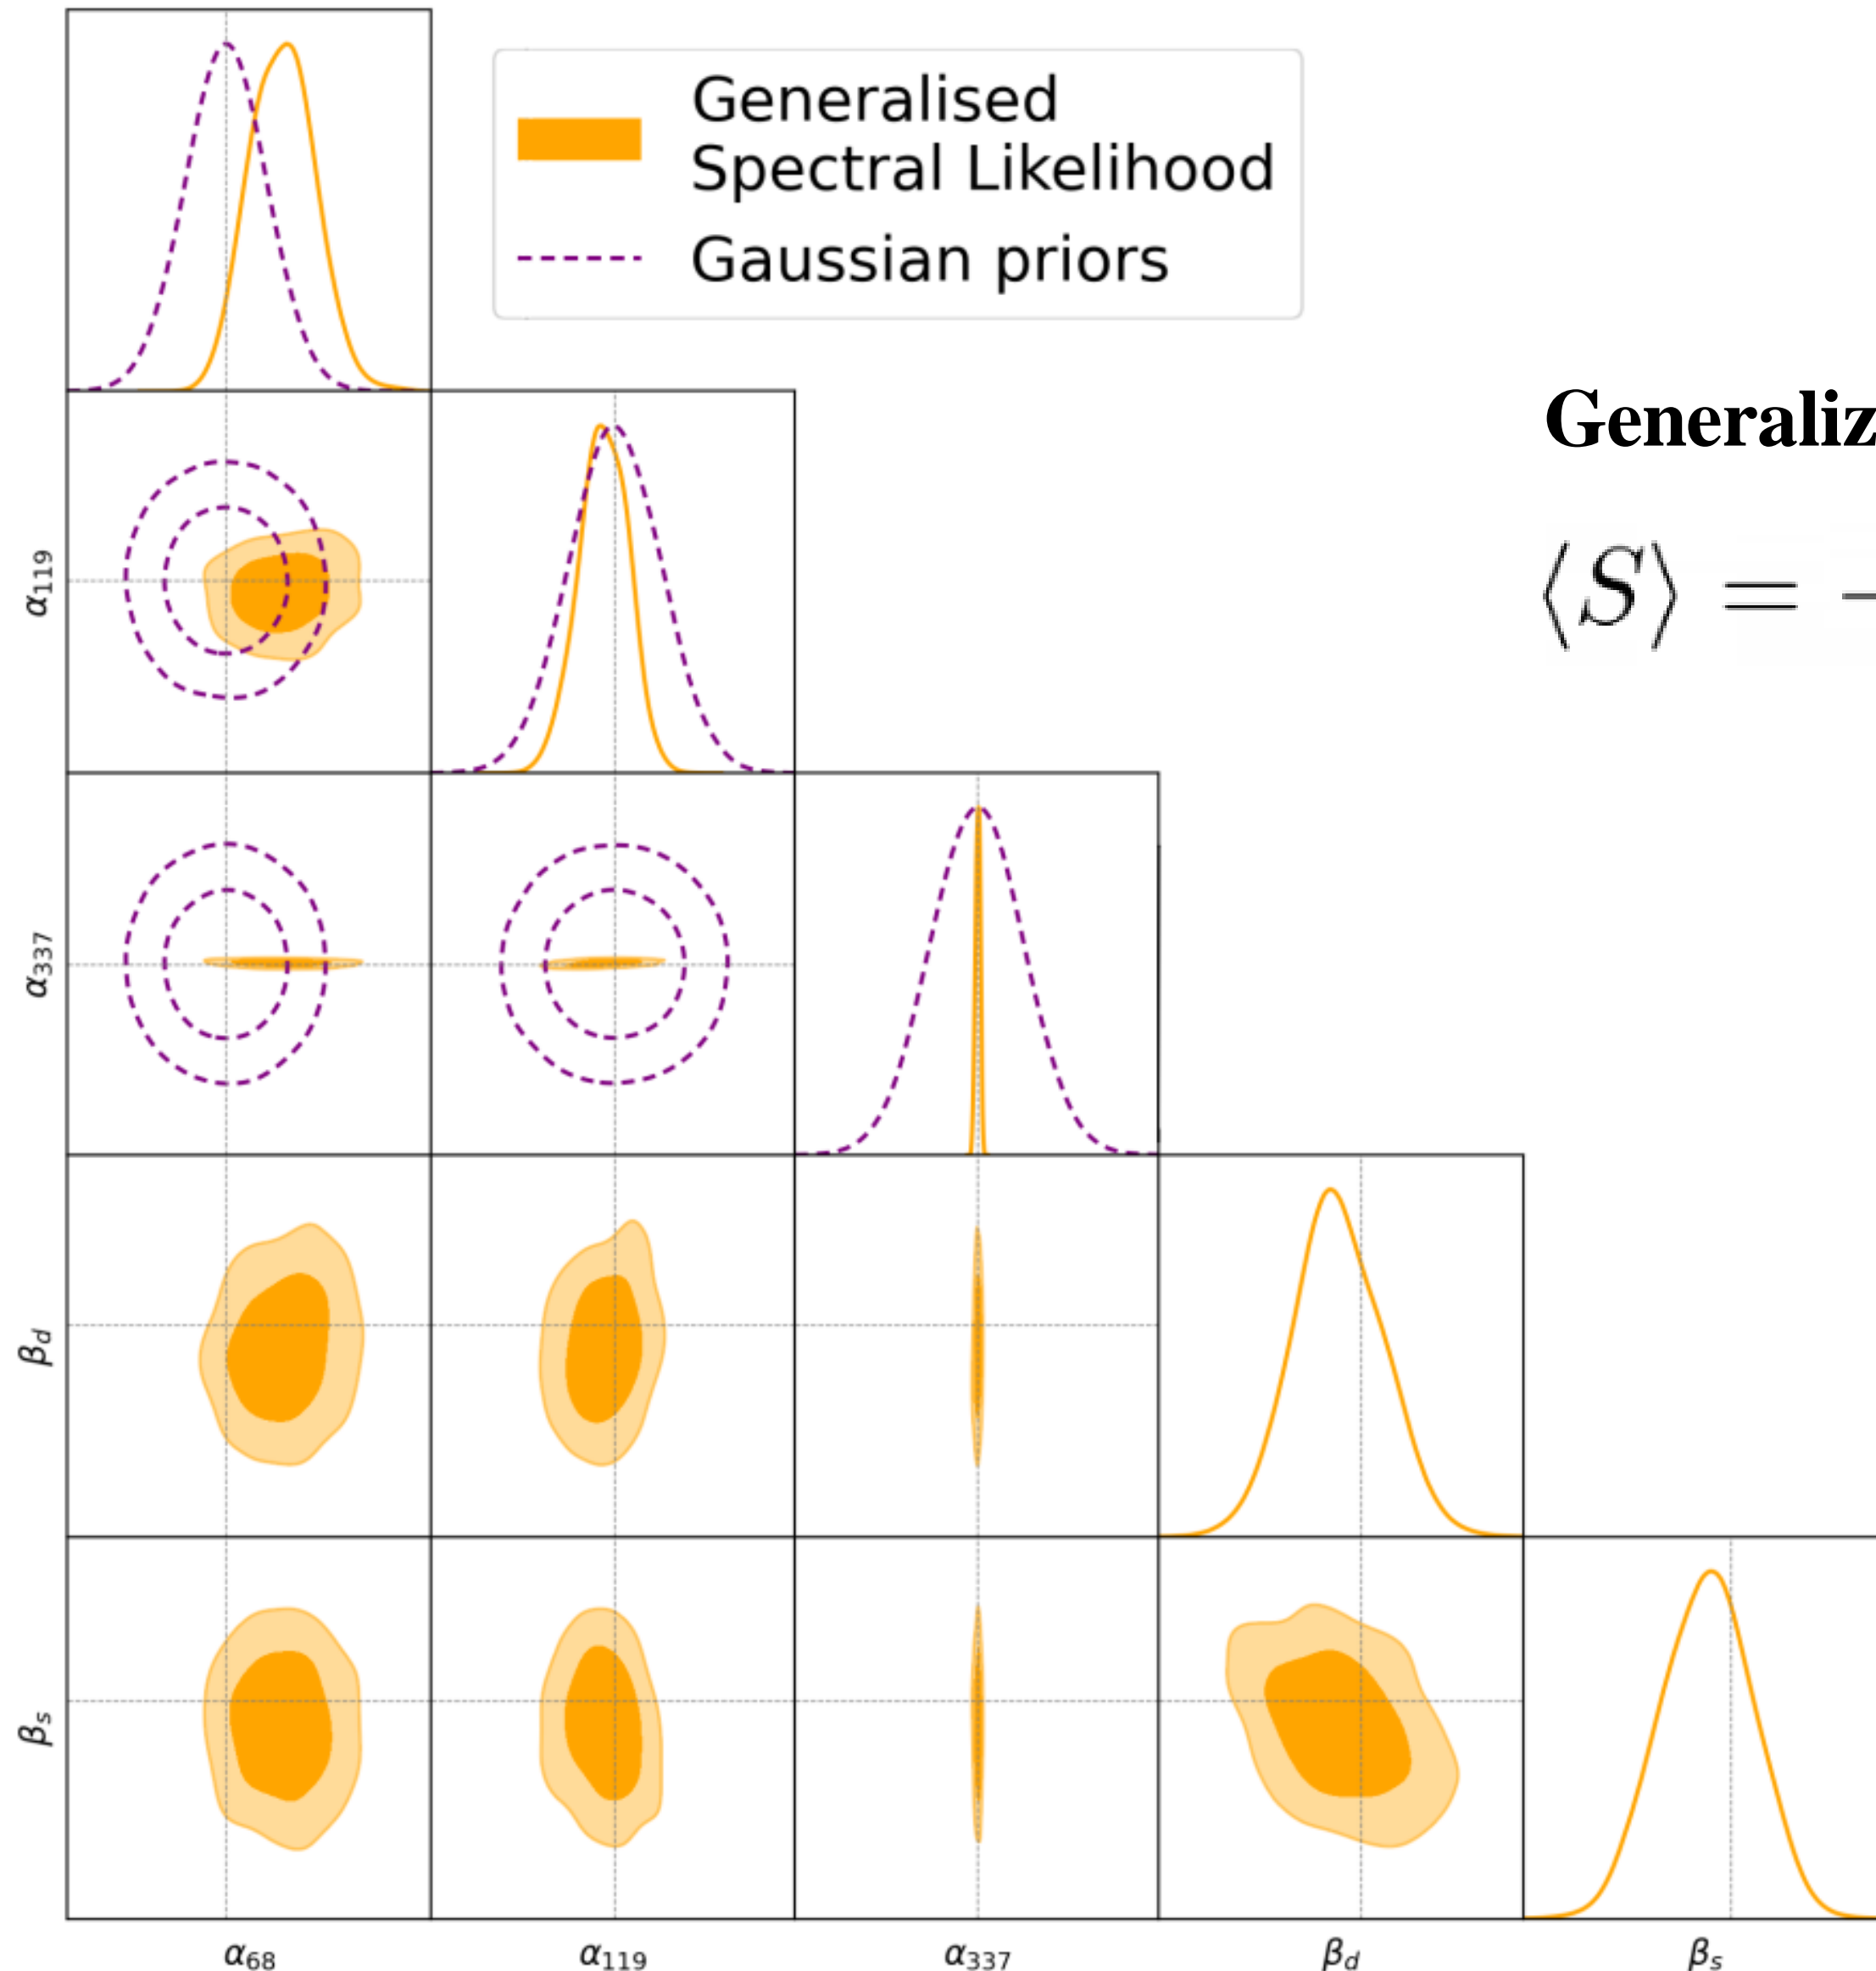 Generalised
Spectral Likelihood
Gaussian priors
Generaliz
⟨S⟩ = −
α119
α337
βd
βs
α68 α119 α337 βd βs